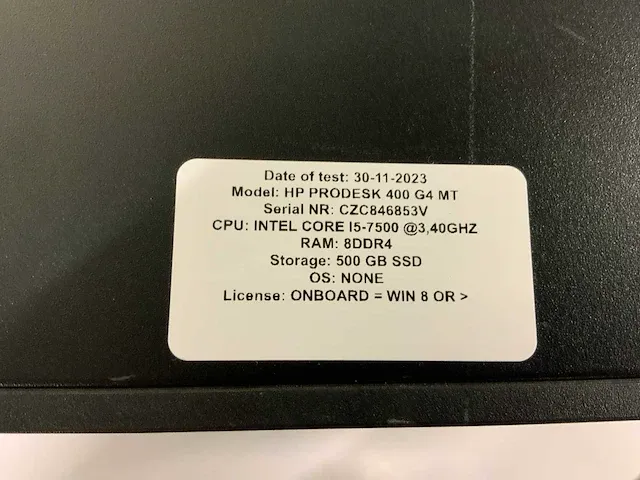 Date of test: 30-11-2023
Model: HP PRODESK 400 G4 MT
Serial NR: CZC846853V
CPU: INTEL CORE I5-7500 @3,40GHZ
RAM: 8DDR4
Storage: 500 GB SSD
OS: NONE
License: ONBOARD = WIN 8 OR >